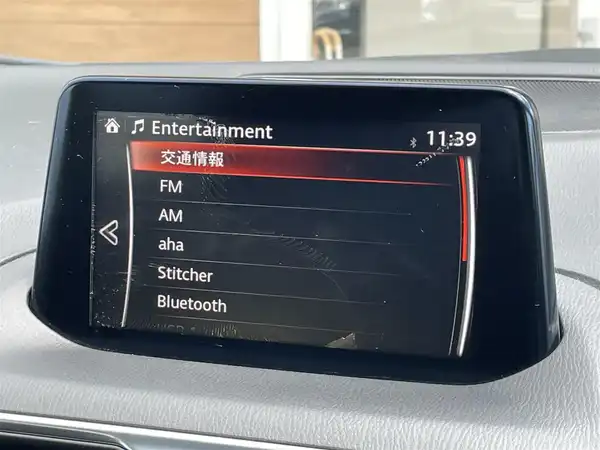 Entertainment
11:39
交通情報
FM
AM
aha
Stitcher
Bluetooth